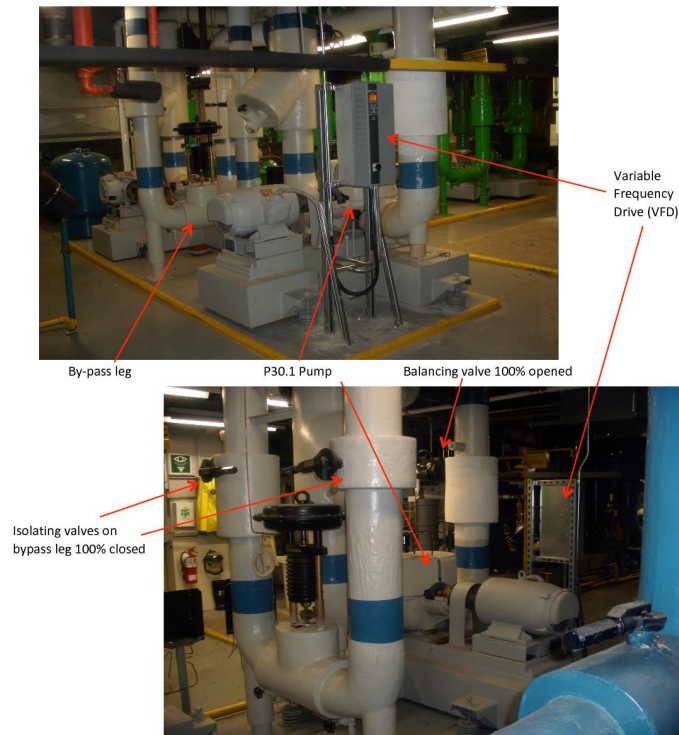 Variable
Frequency
Drive (VFD)
By-pass leg
P30.1 Pump
Balancing valve 100% opened
Isolating valves on
bypass leg 100% closed